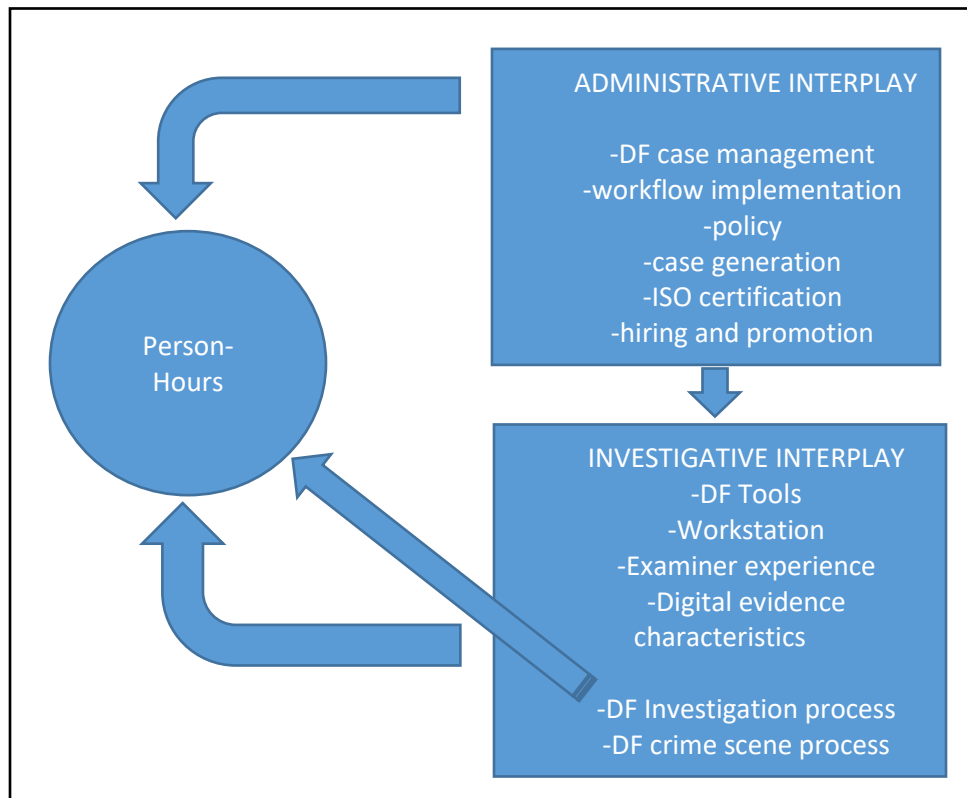 ADMINISTRATIVE INTERPLAY
-DF case management
-workflow implementation
-policy
-case generation
-ISO certification
-hiring and promotion
Person-
Hours
INVESTIGATIVE INTERPLAY
-DF Tools
-Workstation
-Examiner experience
-Digital evidence
characteristics
-DF Investigation process
-DF crime scene process